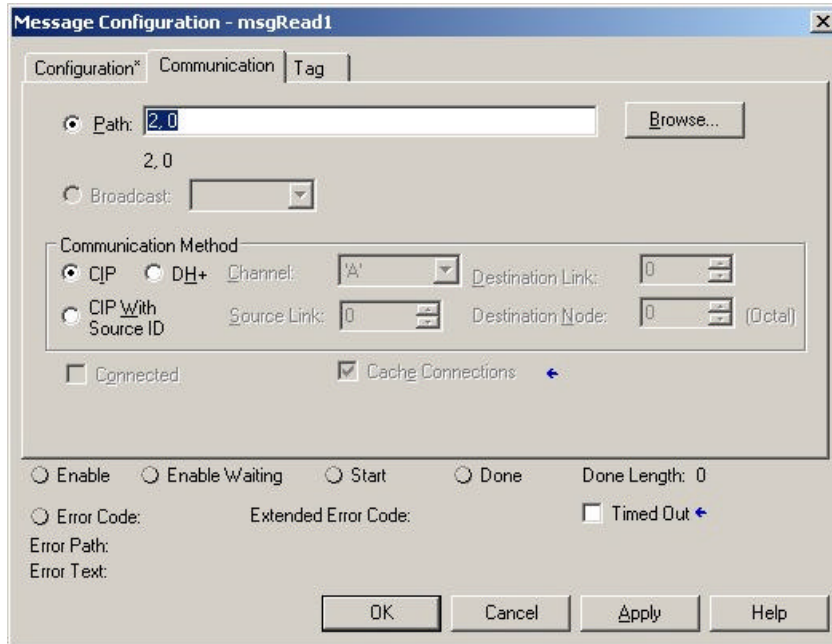 Message Configuration - msgRead1
Configuration* Communication Tag
Path: 2, 0 Browse...
2, 0
Broadcast:
Communication Method
CIP DH+ Channel: 'A' Destination Link: 0
CIP With Source ID Source Link: 0 Destination Node: 0 (Octal)
Connected Cache Connections ←
Enable Enable Waiting Start Done Done Length: 0
Error Code: Extended Error Code: Timed Out ←
Error Path:
Error Text:
OK Cancel Apply Help